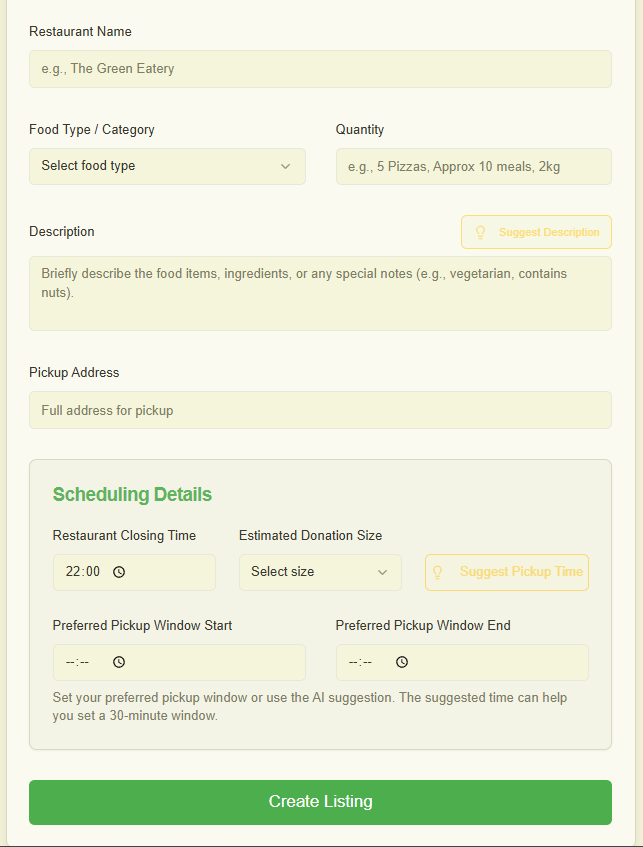 Restaurant Name
e.g., The Green Eatery
Food Type / Category
Quantity
Select food type
e.g., 5 Pizzas, Approx 10 meals, 2kg
Description
Suggest Description
Briefly describe the food items, ingredients, or any special notes (e.g., vegetarian, contains
nuts).
Pickup Address
Full address for pickup
Scheduling Details
Restaurant Closing Time
Estimated Donation Size
22:00
Select size
Suggest Pickup Time
Preferred Pickup Window Start
Preferred Pickup Window End
--:--
--:--
Set your preferred pickup window or use the AI suggestion. The suggested time can help
you set a 30-minute window.
Create Listing